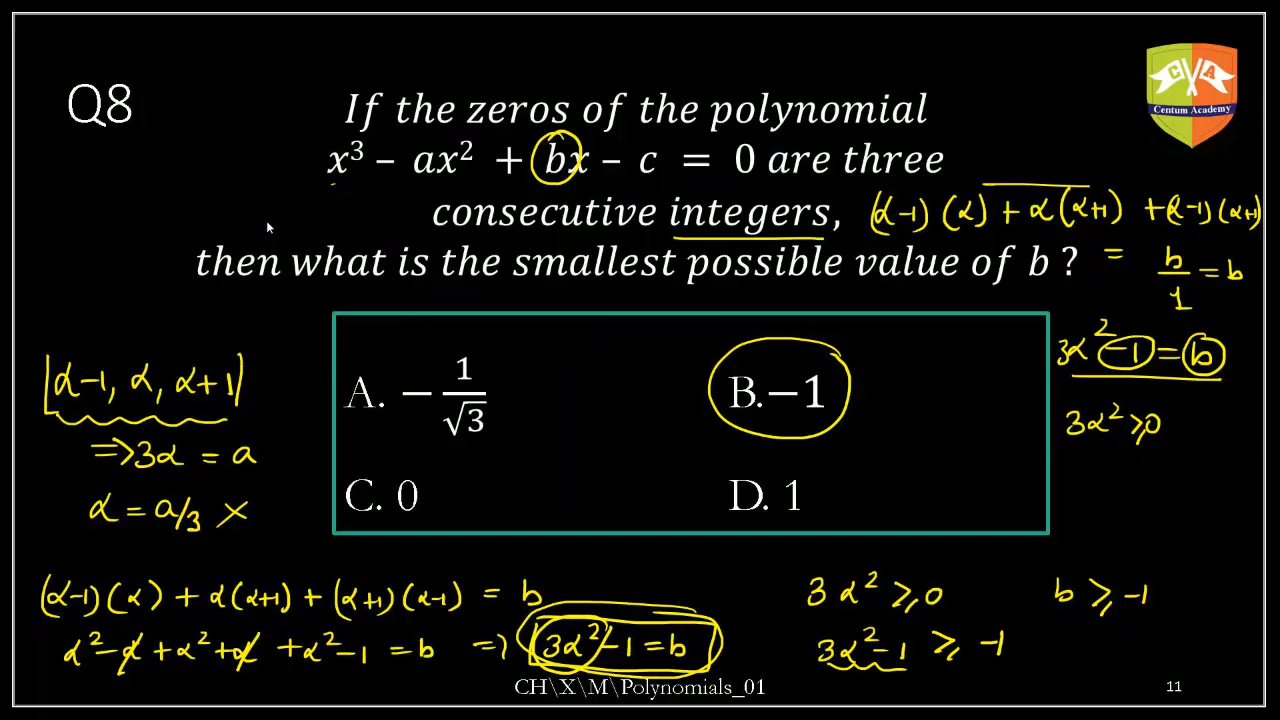 Q8
If the zeros of the polynomial
x³ – ax² + bx – c = 0 are three
consecutive integers,
then what is the smallest possible value of b ?
C A
Centum Academy
(α-1) (α) + α(α+1) + (α-1)(α+1)
= b/1 = b
3α² -1 = b
3α² ≥ 0
A. – 1/√3
B. –1
C. 0
D. 1
α-1, α, α+1
=> 3α = a
α = a/3 ×
(α-1)(α) + α(α+1) + (α+1)(α-1) = b
α² - α + α² + α + α² - 1 = b => 3α² - 1 = b
3α² ≥ 0
3α² - 1 ≥ -1
b ≥ -1
CH\X\M\Polynomials_01
11